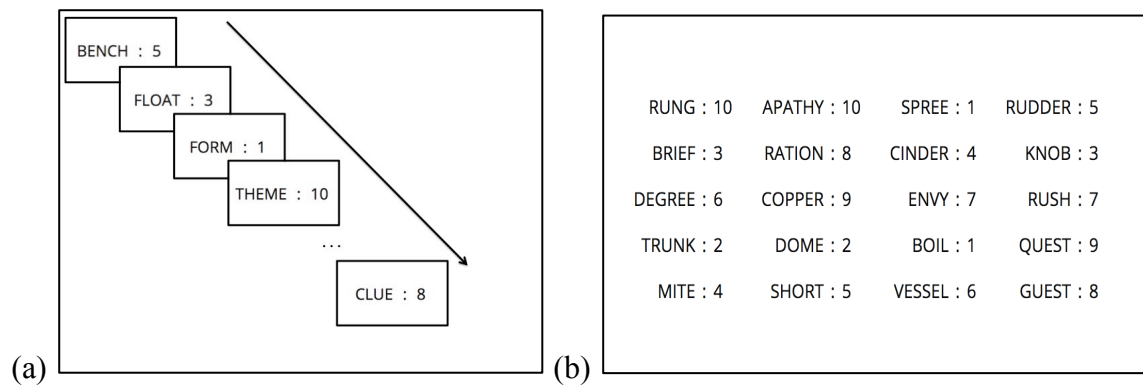 BENCH : 5
FLOAT : 3
FORM : 1
THEME : 10
...
CLUE : 8
(a)
RUNG : 10 APATHY : 10 SPREE : 1 RUDDER : 5
BRIEF : 3 RATION : 8 CINDER : 4 KNOB : 3
DEGREE : 6 COPPER : 9 ENVY : 7 RUSH : 7
TRUNK : 2 DOME : 2 BOIL : 1 QUEST : 9
MITE : 4 SHORT : 5 VESSEL : 6 GUEST : 8
(b)